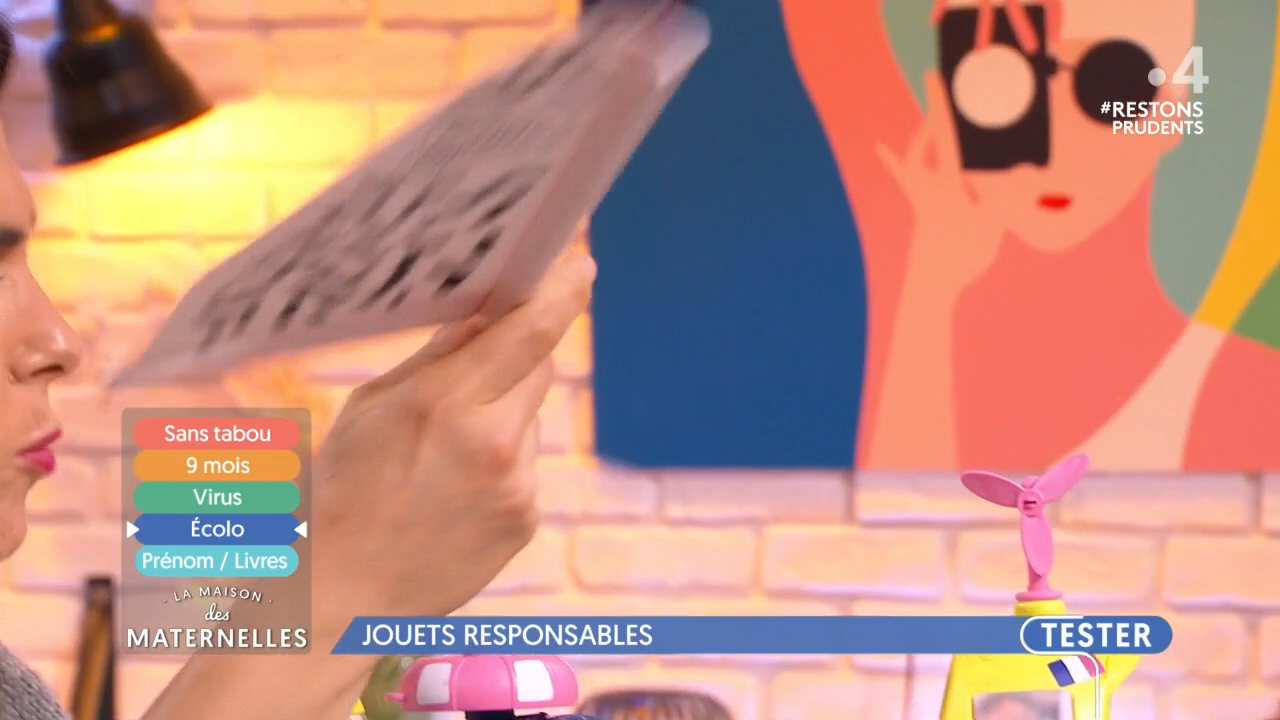 4
#RESTONS
PRUDENTS
Sans tabou
9 mois
Virus
Écolo
Prénom / Livres
LA MAISON
des
MATERNELLES
JOUETS RESPONSABLES
TESTER